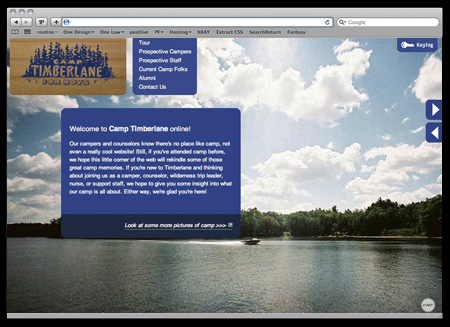 Google
routine
One Design
One Law
postlive
PF
Hosting
XRAY
Extract CSS
SearchReturn
Fantasy
CAMP
TIMBERLANE
FOR BOYS
Tour
Prospective Campers
Prospective Staff
Current Camp Folks
Alumni
Contact Us
Keylog
Welcome to Camp Timberlane online!
Our campers and counselors know there's no place like camp, not
even a really cool website! Still, if you've attended camp before,
we hope this little corner of the web will rekindle some of those
great camp memories. If you're new to Timberlane and thinking
about joining us as a camper, counselor, wilderness trip leader,
nurse, or support staff, we hope to give you some insight into what
our camp is all about. Either way, we're glad you're here!
Look at some more pictures of camp >>>